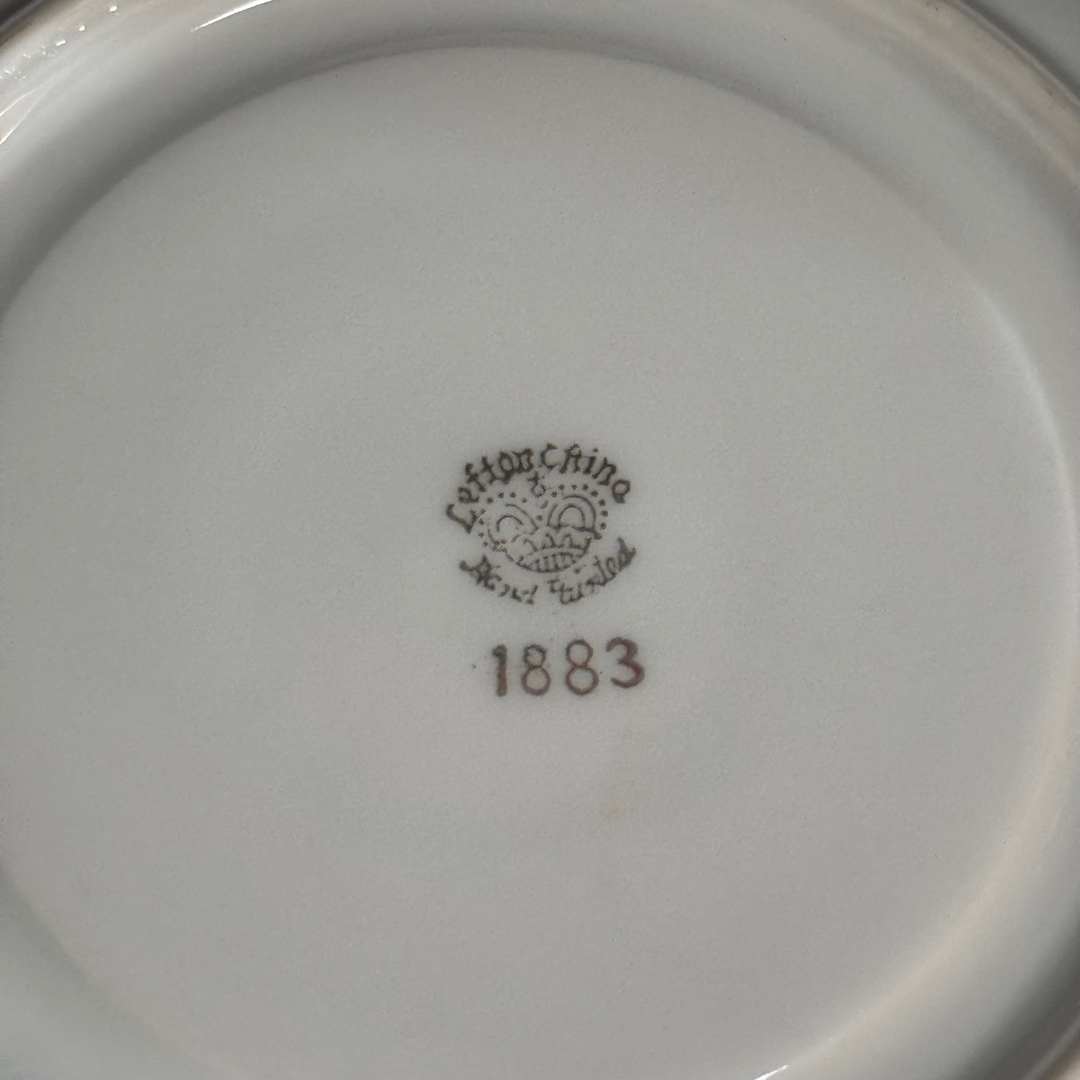 Lefton China
Hand Painted
1883